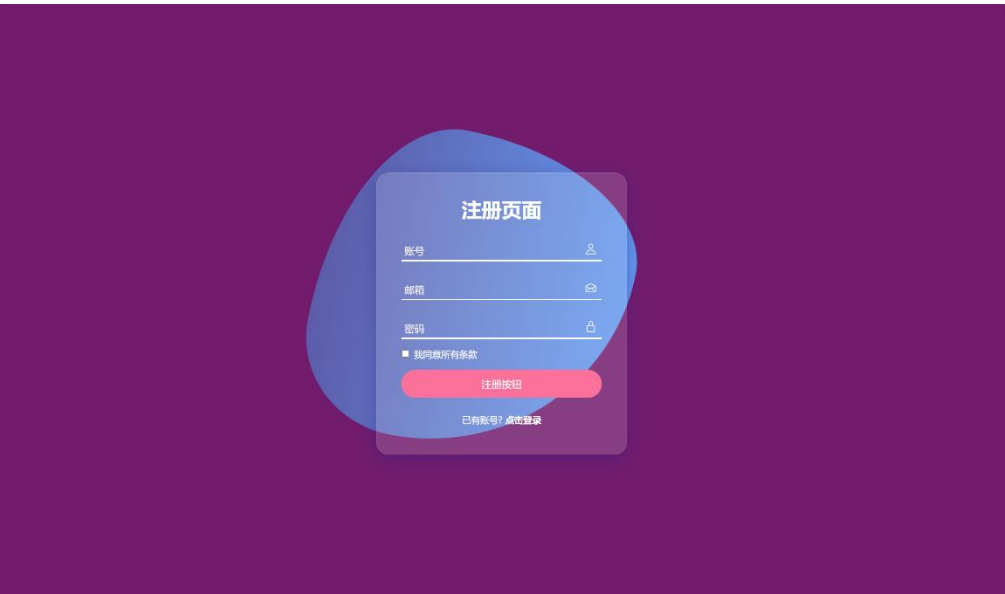 注册页面
账号
邮箱
密码
我同意所有条款
注册按钮
已有账号? 点击登录